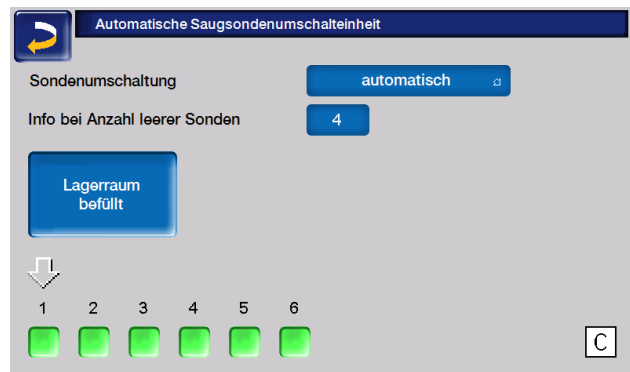 Automatische Saugsondenumschalteinheit
Sondenumschaltung automatisch
Info bei Anzahl leerer Sonden 4
Lagerraum
befüllt
1 2 3 4 5 6
C